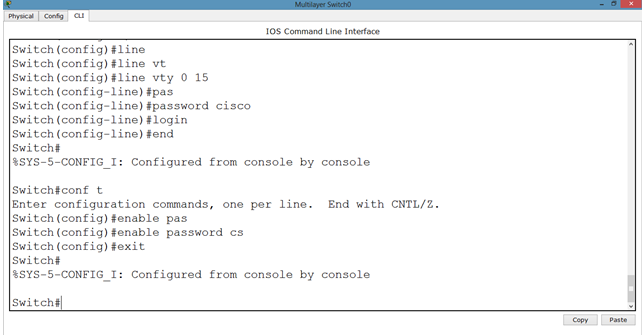 Multilayer Switch0
Physical Config CLI
IOS Command Line Interface
Switch(config)#line
Switch(config)#line vt
Switch(config)#line vty 0 15
Switch(config-line)#pas
Switch(config-line)#password cisco
Switch(config-line)#login
Switch(config-line)#end
Switch#
%SYS-5-CONFIG_I: Configured from console by console
Switch#conf t
Enter configuration commands, one per line.  End with CNTL/Z.
Switch(config)#enable pas
Switch(config)#enable password cs
Switch(config)#exit
Switch#
%SYS-5-CONFIG_I: Configured from console by console
Switch#
Copy Paste